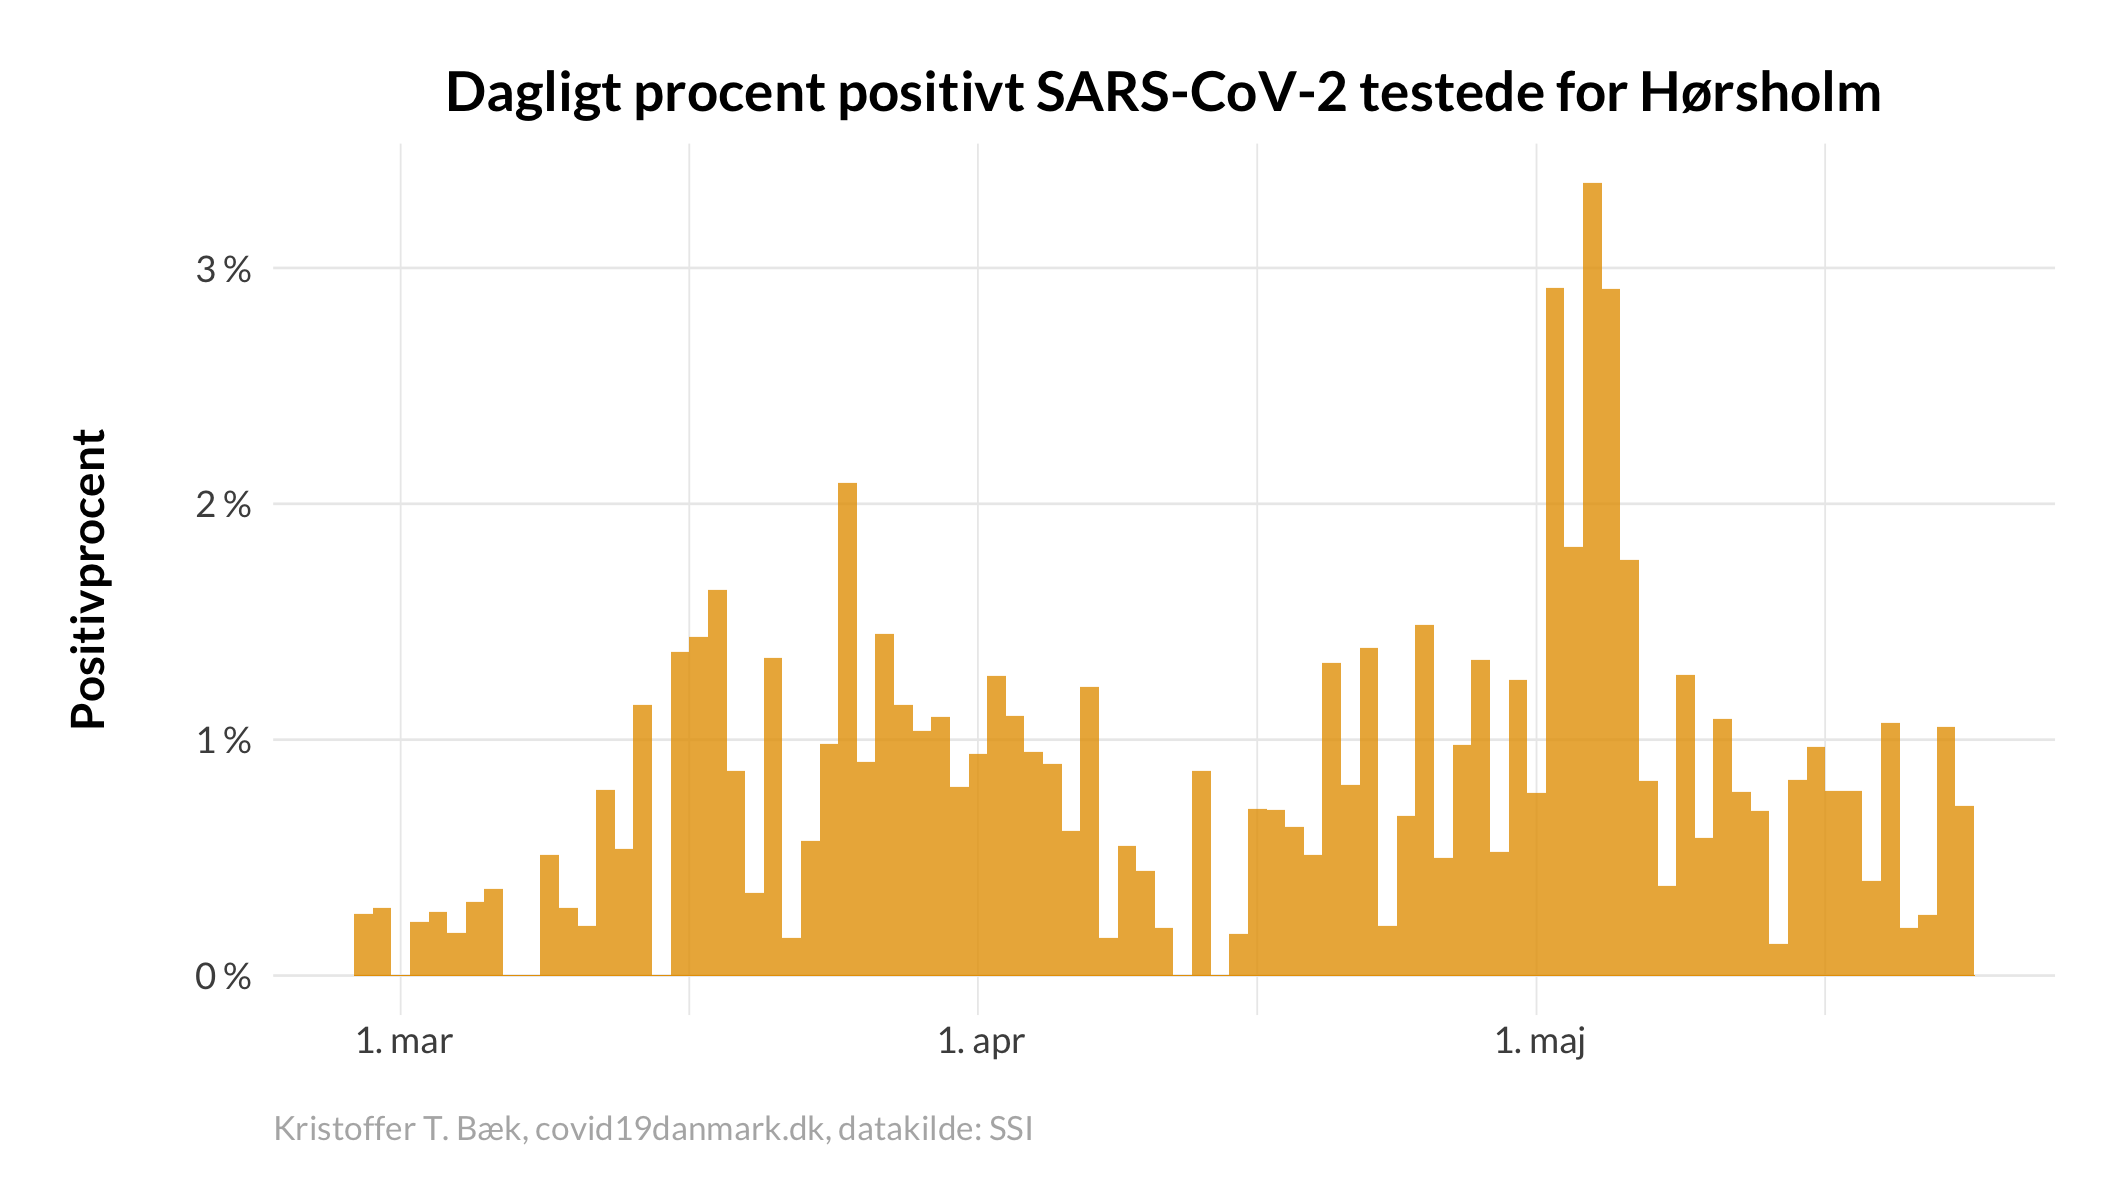 Dagligt procent positivt SARS-CoV-2 testede for Hørsholm
Positivprocent
3 %
2 %
1 %
0 %
1. mar
1. apr
1. maj
Kristoffer T. Bæk, covid19danmark.dk, datakilde: SSI